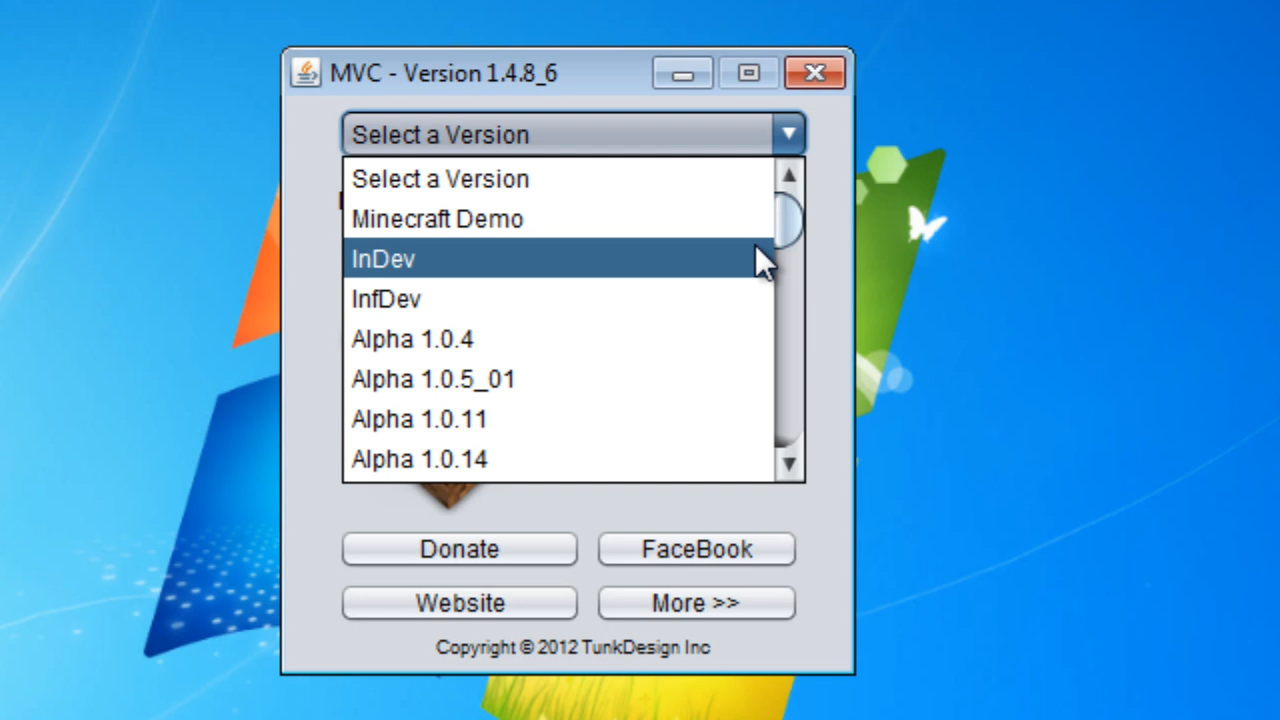 MVC - Version 1.4.8_6
Select a Version
Select a Version
Minecraft Demo
InDev
InfDev
Alpha 1.0.4
Alpha 1.0.5_01
Alpha 1.0.11
Alpha 1.0.14
Donate FaceBook
Website More >>
Copyright © 2012 TunkDesign Inc